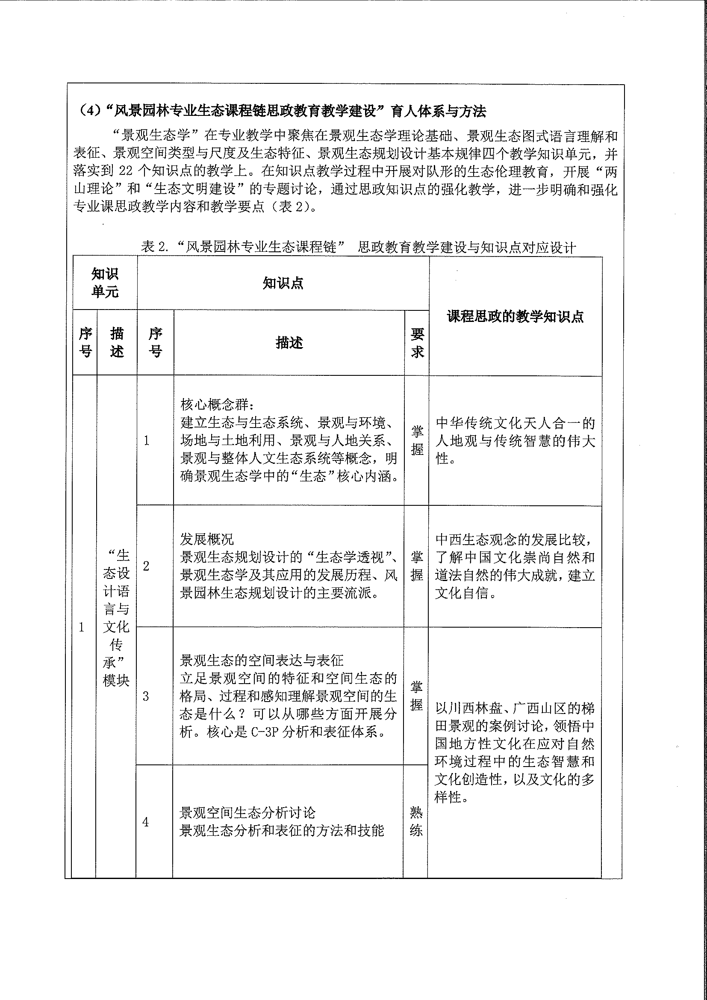 （4）“风景园林专业生态课程链思政教育教学建设”育人体系与方法
“景观生态学”在专业教学中聚焦在景观生态学理论基础、景观生态图式语言理解和
表征、景观空间类型与尺度及生态特征、景观生态规划设计基本规律四个教学知识单元，并
落实到 22 个知识点的教学上。在知识点教学过程中开展对队形的生态伦理教育，开展“两
山理论”和“生态文明建设”的专题讨论，通过思政知识点的强化教学，进一步明确和强化
专业课思政教学内容和教学要点（表 2）。
表 2. “风景园林专业生态课程链” 思政教育教学建设与知识点对应设计
知识
单元
知识点
课程思政的教学知识点
序
号
描
述
序
号
描述
要
求
1
“生
态设
计语
言与
文化
传
承”
模块
1
核心概念群：
建立生态与生态系统、景观与环境、
场地与土地利用、景观与人地关系、
景观与整体人文生态系统等概念，明
确景观生态学中的“生态”核心内涵。
掌
握
中华传统文化天人合一的
人地观与传统智慧的伟大
性。
2
发展概况
景观生态规划设计的“生态学透视”、
景观生态学及其应用的发展历程、风
景园林生态规划设计的主要流派。
掌
握
中西生态观念的发展比较，
了解中国文化崇尚自然和
道法自然的伟大成就，建立
文化自信。
3
景观生态的空间表达与表征
立足景观空间的特征和空间生态的
格局、过程和感知理解景观空间的生
态是什么？可以从哪些方面开展分
析。核心是 C-3P 分析和表征体系。
掌
握
以川西林盘、广西山区的梯
田景观的案例讨论，领悟中
国地方性文化在应对自然
环境过程中的生态智慧和
文化创造性，以及文化的多
样性。
4
景观空间生态分析讨论
景观生态分析和表征的方法和技能
熟
练